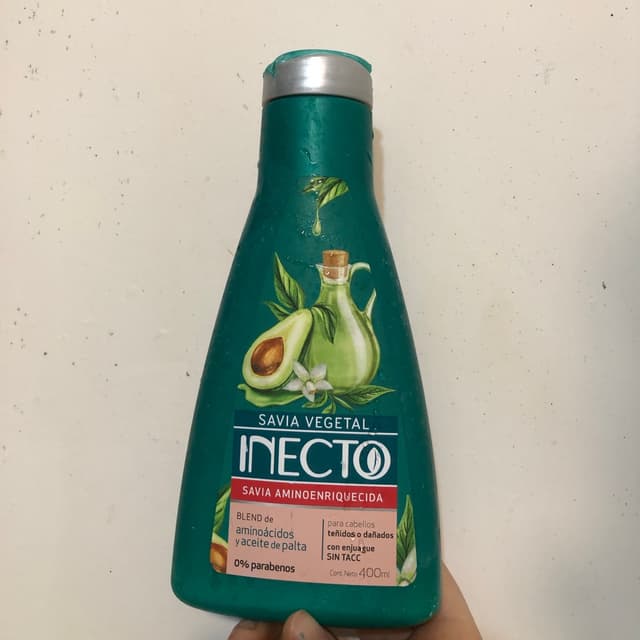 SAVIA VEGETAL
INECTO
SAVIA AMINOENRIQUECIDA
BLEND de
aminoácidos
y aceite de palta
0% parabenos
para cabellos
teñidos o dañados
con enjuague
SIN TACC
Cont. Neto 400ml